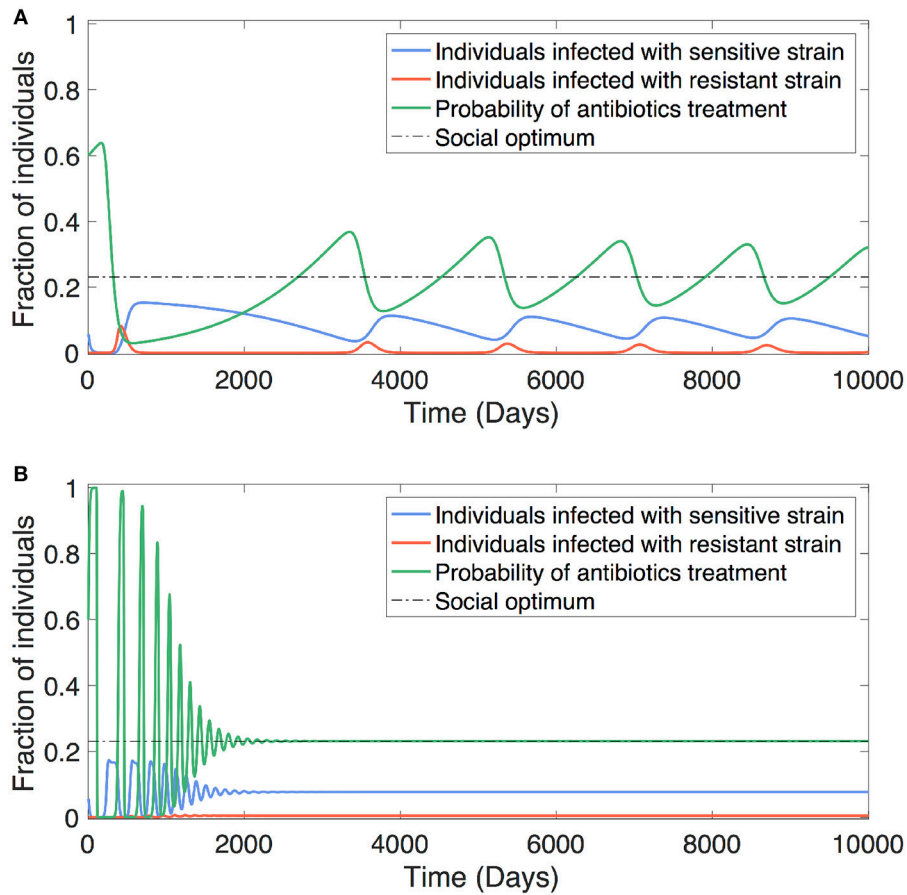 A
Fraction of individuals
1
0.8
0.6
0.4
0.2
0
Individuals infected with sensitive strain
Individuals infected with resistant strain
Probability of antibiotics treatment
Social optimum
0 2000 4000 6000 8000 10000
Time (Days)
B
Fraction of individuals
1
0.8
0.6
0.4
0.2
0
Individuals infected with sensitive strain
Individuals infected with resistant strain
Probability of antibiotics treatment
Social optimum
0 2000 4000 6000 8000 10000
Time (Days)